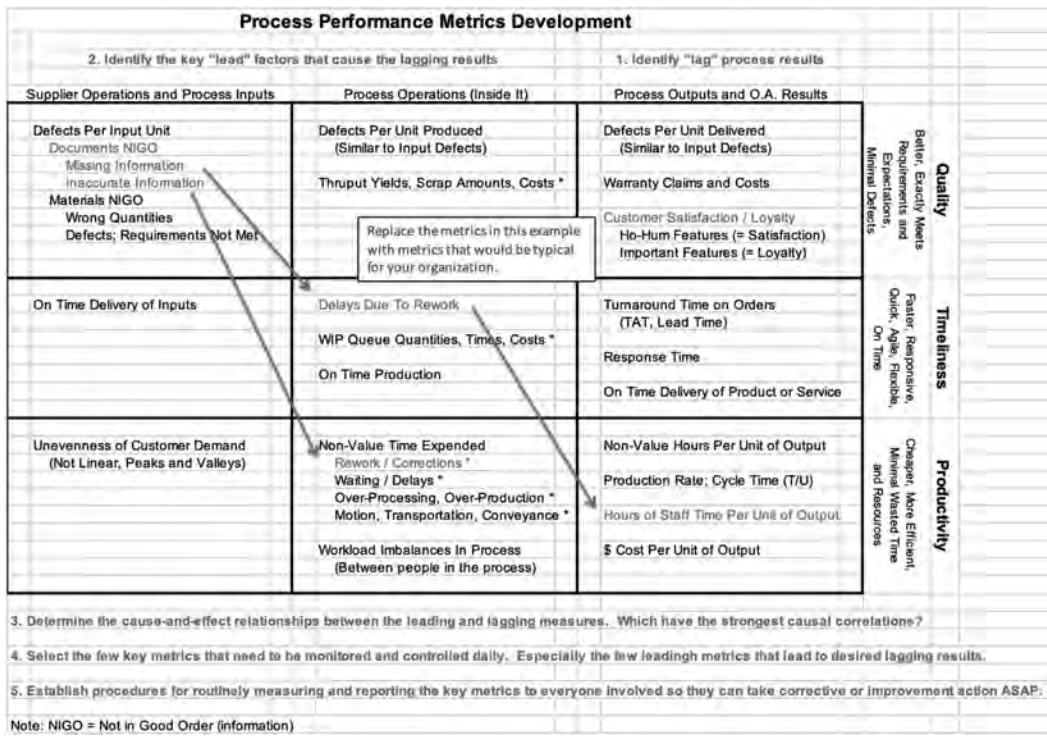 Process Performance Metrics Development
2. Identify the key "lead" factors that cause the lagging results
1. Identify "lag" process results
Supplier Operations and Process Inputs
Process Operations (Inside It)
Process Outputs and O.A. Results
Defects Per Input Unit
Documents NIGO
Missing Information
Inaccurate Information
Materials NIGO
Wrong Quantities
Defects; Requirements Not Met
Defects Per Unit Produced
(Similar to Input Defects)
Thruput Yields, Scrap Amounts, Costs *
Replace the metrics in this example
with metrics that would be typical
for your organization.
Defects Per Unit Delivered
(Similar to Input Defects)
Warranty Claims and Costs
Customer Satisfaction / Loyalty
Ho-Hum Features (= Satisfaction)
Important Features (= Loyalty)
Quality
Better, Exactly Meets
Requirements and
Expectations,
Minimal Defects
On Time Delivery of Inputs
Delays Due To Rework
WIP Queue Quantities, Times, Costs *
On Time Production
Turnaround Time on Orders
(TAT, Lead Time)
Response Time
On Time Delivery of Product or Service
Timeliness
Faster, Responsive,
Quick, Agile, Flexible,
On Time
Unevenness of Customer Demand
(Not Linear, Peaks and Valleys)
Non-Value Time Expended
Rework / Corrections *
Waiting / Delays *
Over-Processing, Over-Production *
Motion, Transportation, Conveyance *
Workload Imbalances In Process
(Between people in the process)
Non-Value Hours Per Unit of Output
Production Rate; Cycle Time (T/U)
Hours of Staff Time Per Unit of Output
$ Cost Per Unit of Output
Productivity
Cheaper, More Efficient,
Minimal Wasted Time
and Resources
3. Determine the cause-and-effect relationships between the leading and lagging measures. Which have the strongest causal correlations?
4. Select the few key metrics that need to be monitored and controlled daily. Especially the few leadingh metrics that lead to desired lagging results.
5. Establish procedures for routinely measuring and reporting the key metrics to everyone involved so they can take corrective or improvement action ASAP.
Note: NIGO = Not in Good Order (information)